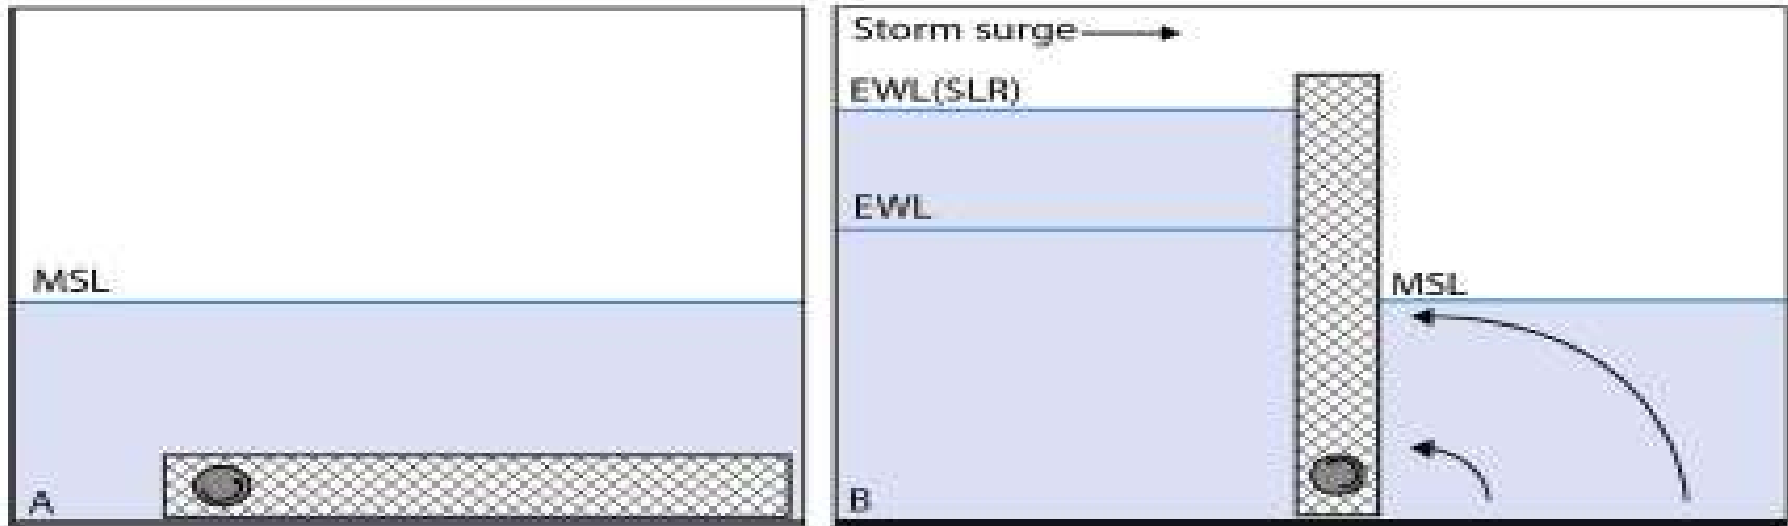 MSL
A
Storm surge
EWL(SLR)
EWL
MSL
B